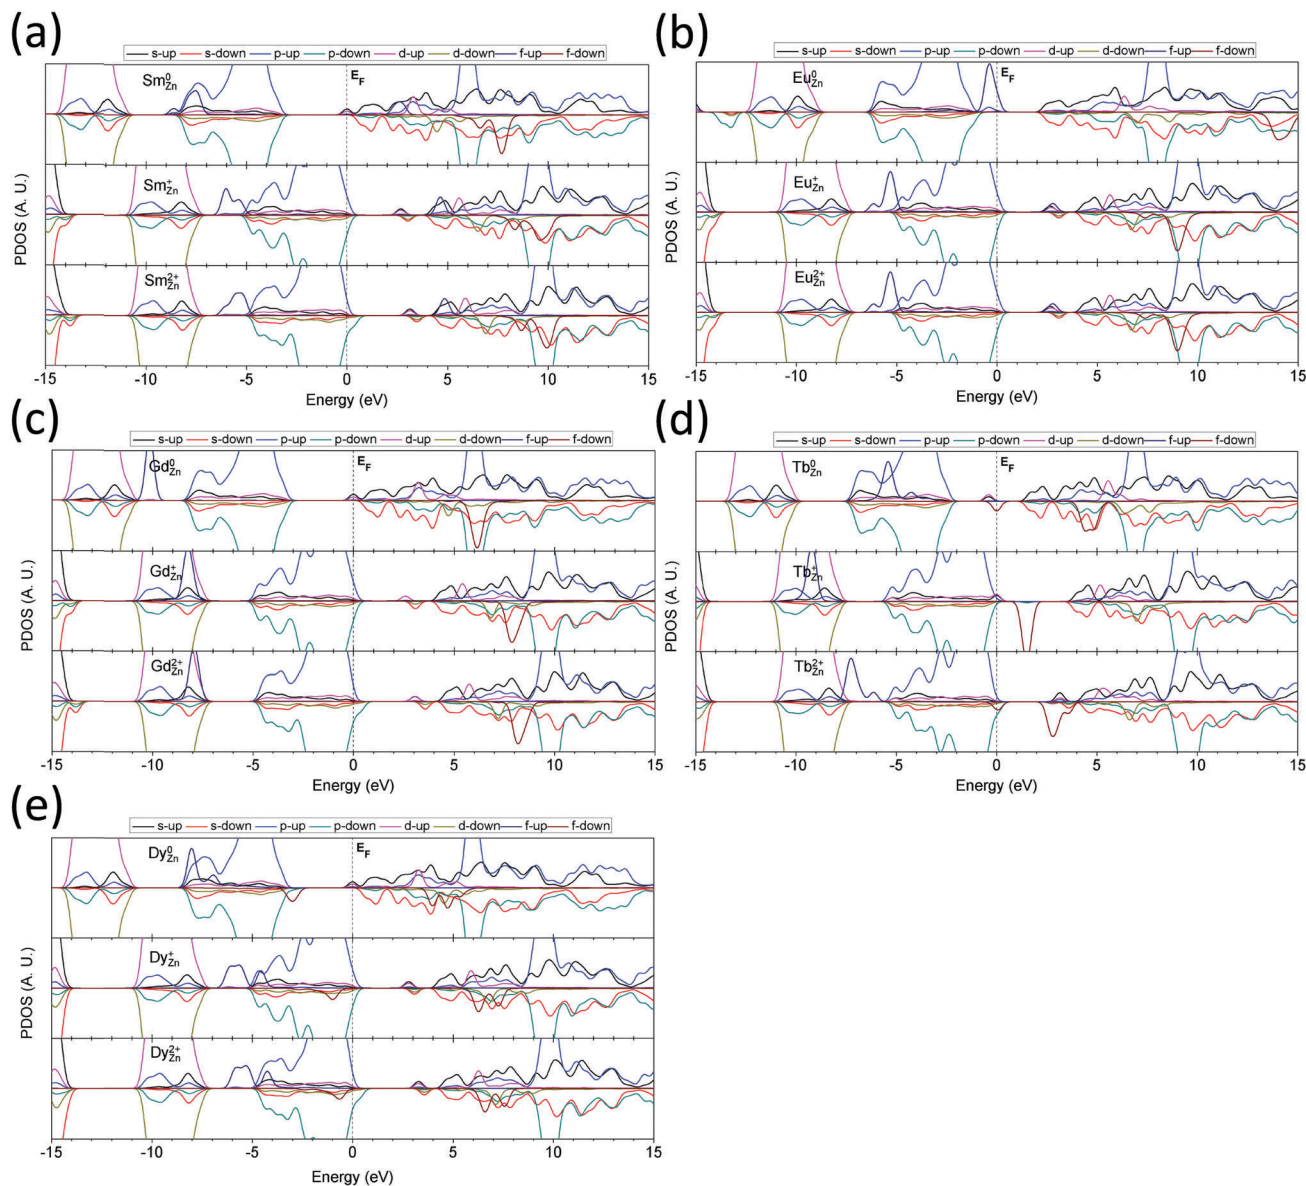 (a)
s-up s-down p-up p-down d-up d-down f-up f-down
Sm⁰Zn
EF
Sm⁺Zn
Sm²⁺Zn
PDOS (A. U.)
-15 -10 -5 0 5 10 15
Energy (eV)
(b)
s-up s-down p-up p-down d-up d-down f-up f-down
Eu⁰Zn
EF
Eu⁺Zn
Eu²⁺Zn
PDOS (A. U.)
-15 -10 -5 0 5 10 15
Energy (eV)
(c)
s-up s-down p-up p-down d-up d-down f-up f-down
Gd⁰Zn
EF
Gd⁺Zn
Gd²⁺Zn
PDOS (A. U.)
-15 -10 -5 0 5 10 15
Energy (eV)
(d)
s-up s-down p-up p-down d-up d-down f-up f-down
Tb⁰Zn
EF
Tb⁺Zn
Tb²⁺Zn
PDOS (A. U.)
-15 -10 -5 0 5 10 15
Energy (eV)
(e)
s-up s-down p-up p-down d-up d-down f-up f-down
Dy⁰Zn
EF
Dy⁺Zn
Dy²⁺Zn
PDOS (A. U.)
-15 -10 -5 0 5 10 15
Energy (eV)